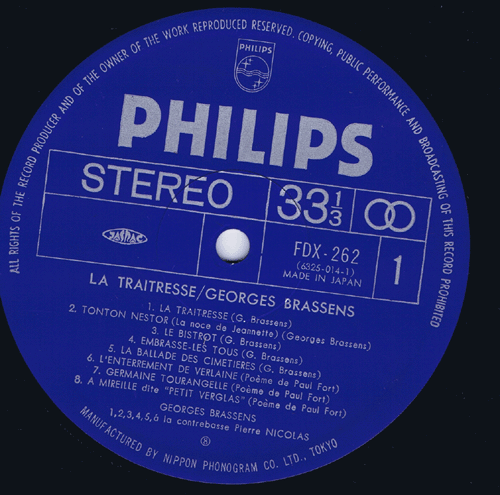 ALL RIGHTS OF THE RECORD PRODUCER AND OF THE OWNER OF THE WORK REPRODUCED RESERVED. COPYING, PUBLIC PERFORMANCE AND BROADCASTING OF THIS RECORD PROHIBITED
PHILIPS
PHILIPS
STEREO
33 1/3
JASRAC
FDX-262
(6325-014-1)
MADE IN JAPAN
1
LA TRAITRESSE/GEORGES BRASSENS
1. LA TRAITRESSE (G. Brassens)
2. TONTON NESTOR (La noce de Jeannette) (Georges Brassens)
3. LE BISTROT (G. Brassens)
4. EMBRASSE-LES TOUS (G. Brassens)
5. LA BALLADE DES CIMETIERES (G. Brassens)
6. L'ENTERREMENT DE VERLAINE (Poème de Paul Fort)
7. GERMAINE TOURANGELLE (Poème de Paul Fort)
8. A MIREILLE dite "PETIT VERGLAS" (Poème de Paul Fort)
GEORGES BRASSENS
1,2,3,4,5,6 la contrebasse Pierre NICOLAS
Ⓟ
MANUFACTURED BY NIPPON PHONOGRAM CO. LTD., TOKYO